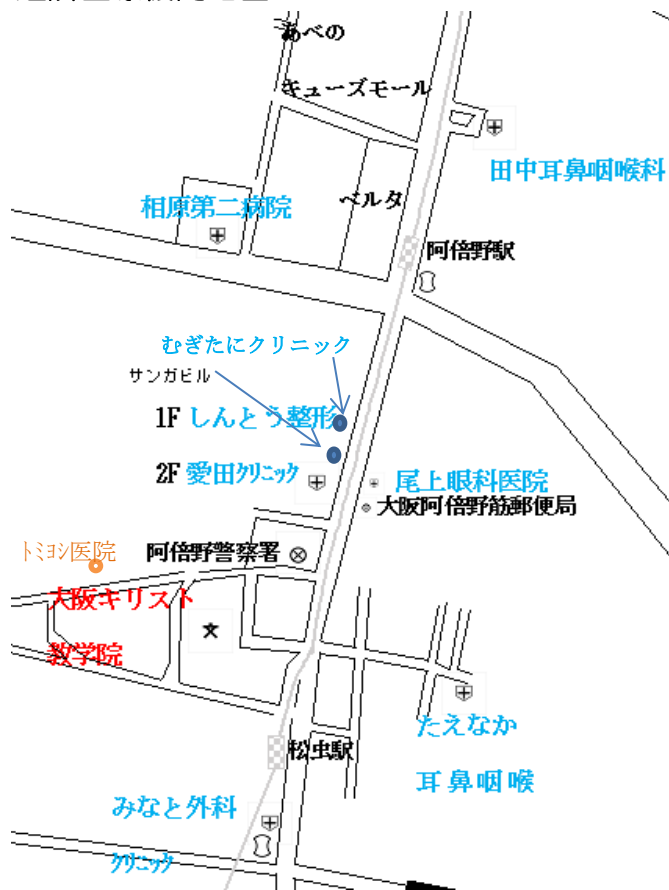 あべの
キューズモール
田中耳鼻咽喉科
相原第二病院
ベルタ
阿倍野駅
むぎたにクリニック
サンガビル
1F しんとう整形
2F 愛田クリニック
尾上眼科医院
大阪阿倍野筋郵便局
トミヨシ医院
阿倍野警察署
大阪キリスト
教学院
たえなか
耳鼻咽喉
松虫駅
みなと外科
クリニック